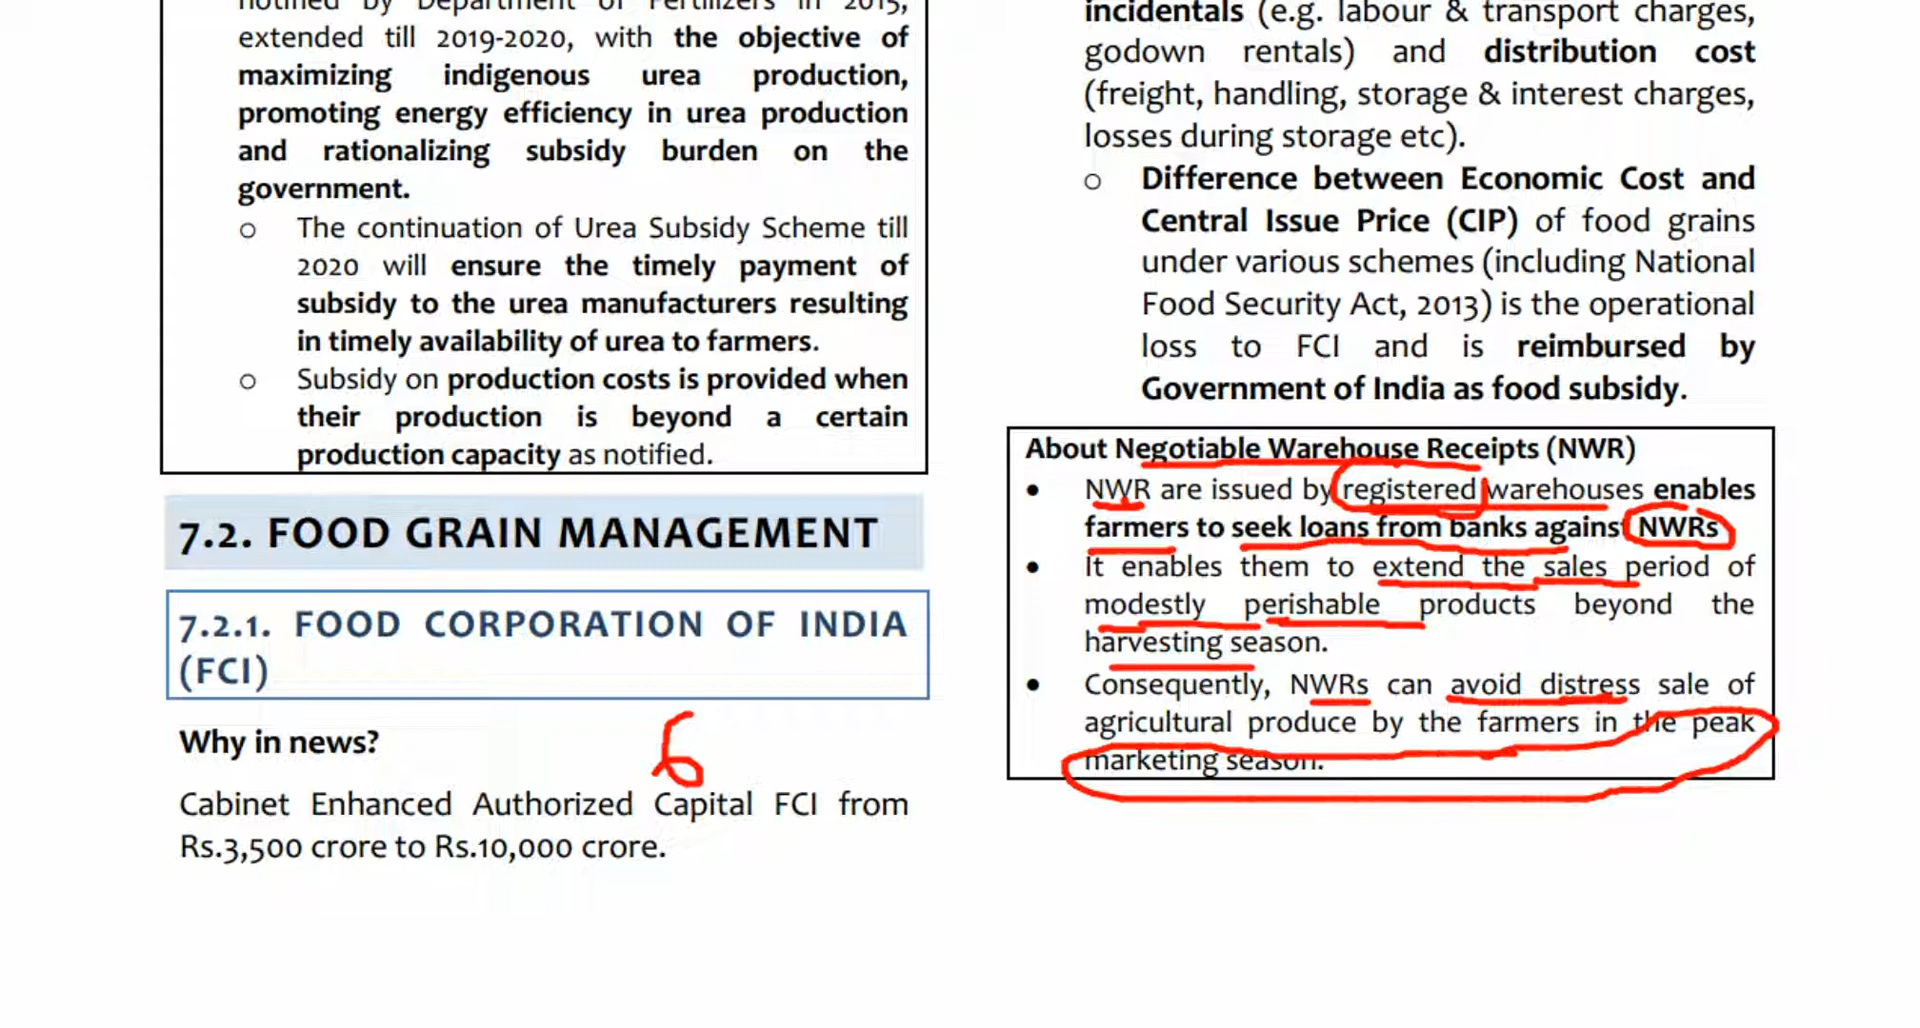 notified by Department of Fertilizers in 2015,
extended till 2019-2020, with the objective of
maximizing indigenous urea production,
promoting energy efficiency in urea production
and rationalizing subsidy burden on the
government.
o The continuation of Urea Subsidy Scheme till
2020 will ensure the timely payment of
subsidy to the urea manufacturers resulting
in timely availability of urea to farmers.
o Subsidy on production costs is provided when
their production is beyond a certain
production capacity as notified.
7.2. FOOD GRAIN MANAGEMENT
7.2.1. FOOD CORPORATION OF INDIA
(FCI)
Why in news?
6
Cabinet Enhanced Authorized Capital FCI from
Rs.3,500 crore to Rs.10,000 crore.
incidentals (e.g. labour & transport charges,
godown rentals) and distribution cost
(freight, handling, storage & interest charges,
losses during storage etc).
o Difference between Economic Cost and
Central Issue Price (CIP) of food grains
under various schemes (including National
Food Security Act, 2013) is the operational
loss to FCI and is reimbursed by
Government of India as food subsidy.
About Negotiable Warehouse Receipts (NWR)
• NWR are issued by registered warehouses enables
farmers to seek loans from banks against NWRs
• It enables them to extend the sales period of
modestly perishable products beyond the
harvesting season.
• Consequently, NWRs can avoid distress sale of
agricultural produce by the farmers in the peak
marketing season.